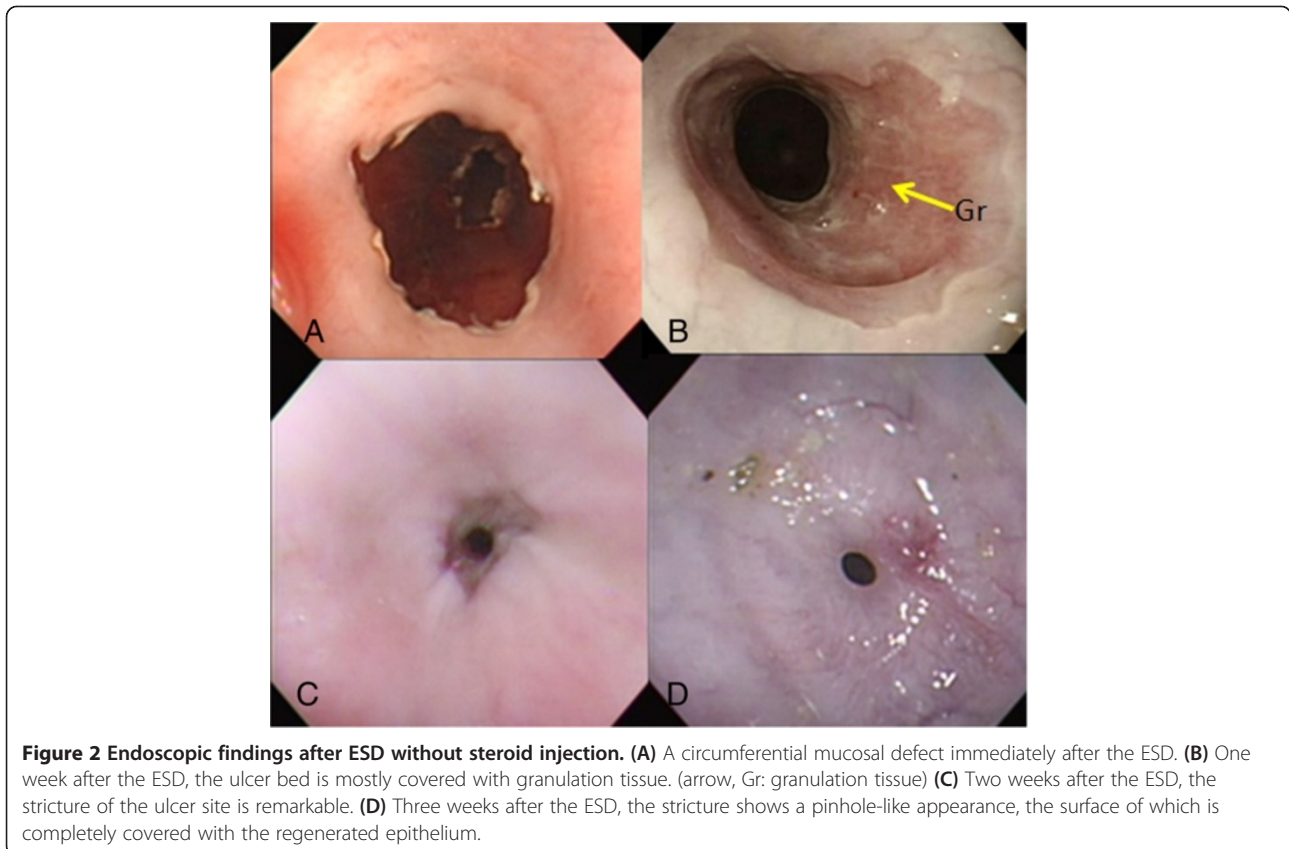 A
B
Gr
C
D
Figure 2 Endoscopic findings after ESD without steroid injection. (A) A circumferential mucosal defect immediately after the ESD. (B) One
week after the ESD, the ulcer bed is mostly covered with granulation tissue. (arrow, Gr: granulation tissue) (C) Two weeks after the ESD, the
stricture of the ulcer site is remarkable. (D) Three weeks after the ESD, the stricture shows a pinhole-like appearance, the surface of which is
completely covered with the regenerated epithelium.